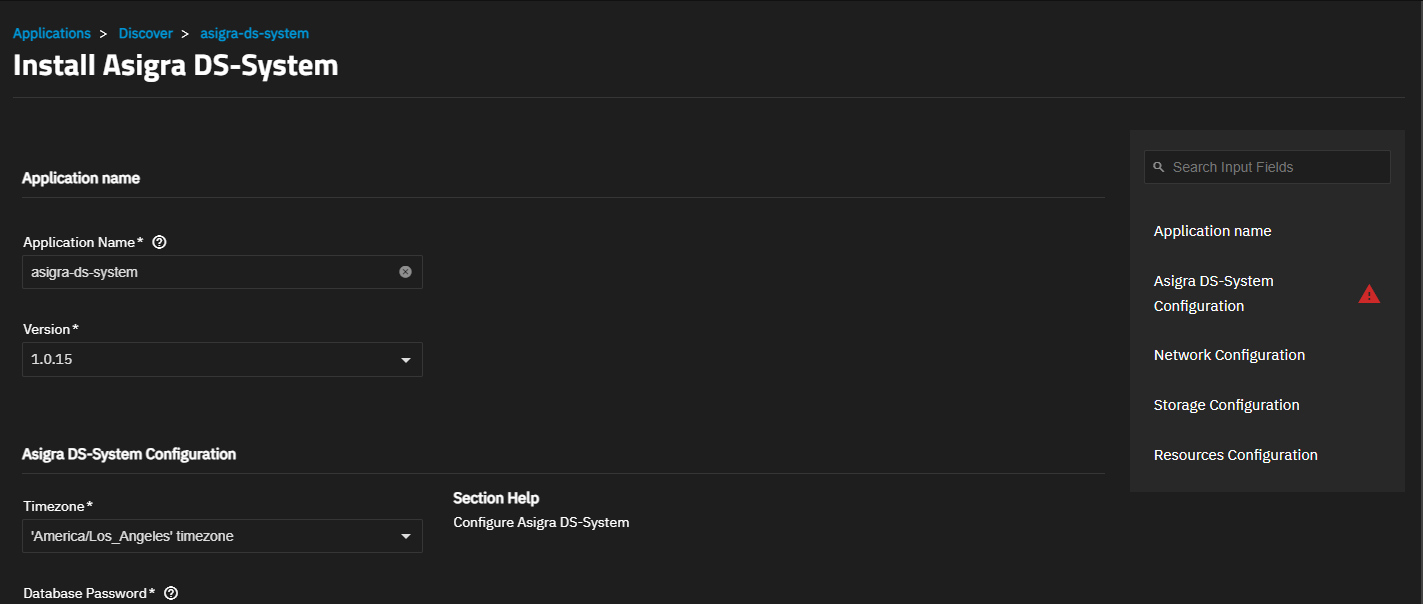 Applications > Discover > asigra-ds-system
Install Asigra DS-System
Application name
Application Name*
asigra-ds-system
Version*
1.0.15
Asigra DS-System Configuration
Timezone*
'America/Los_Angeles' timezone
Section Help
Configure Asigra DS-System
Database Password*
Search Input Fields
Application name
Asigra DS-System
Configuration
Network Configuration
Storage Configuration
Resources Configuration